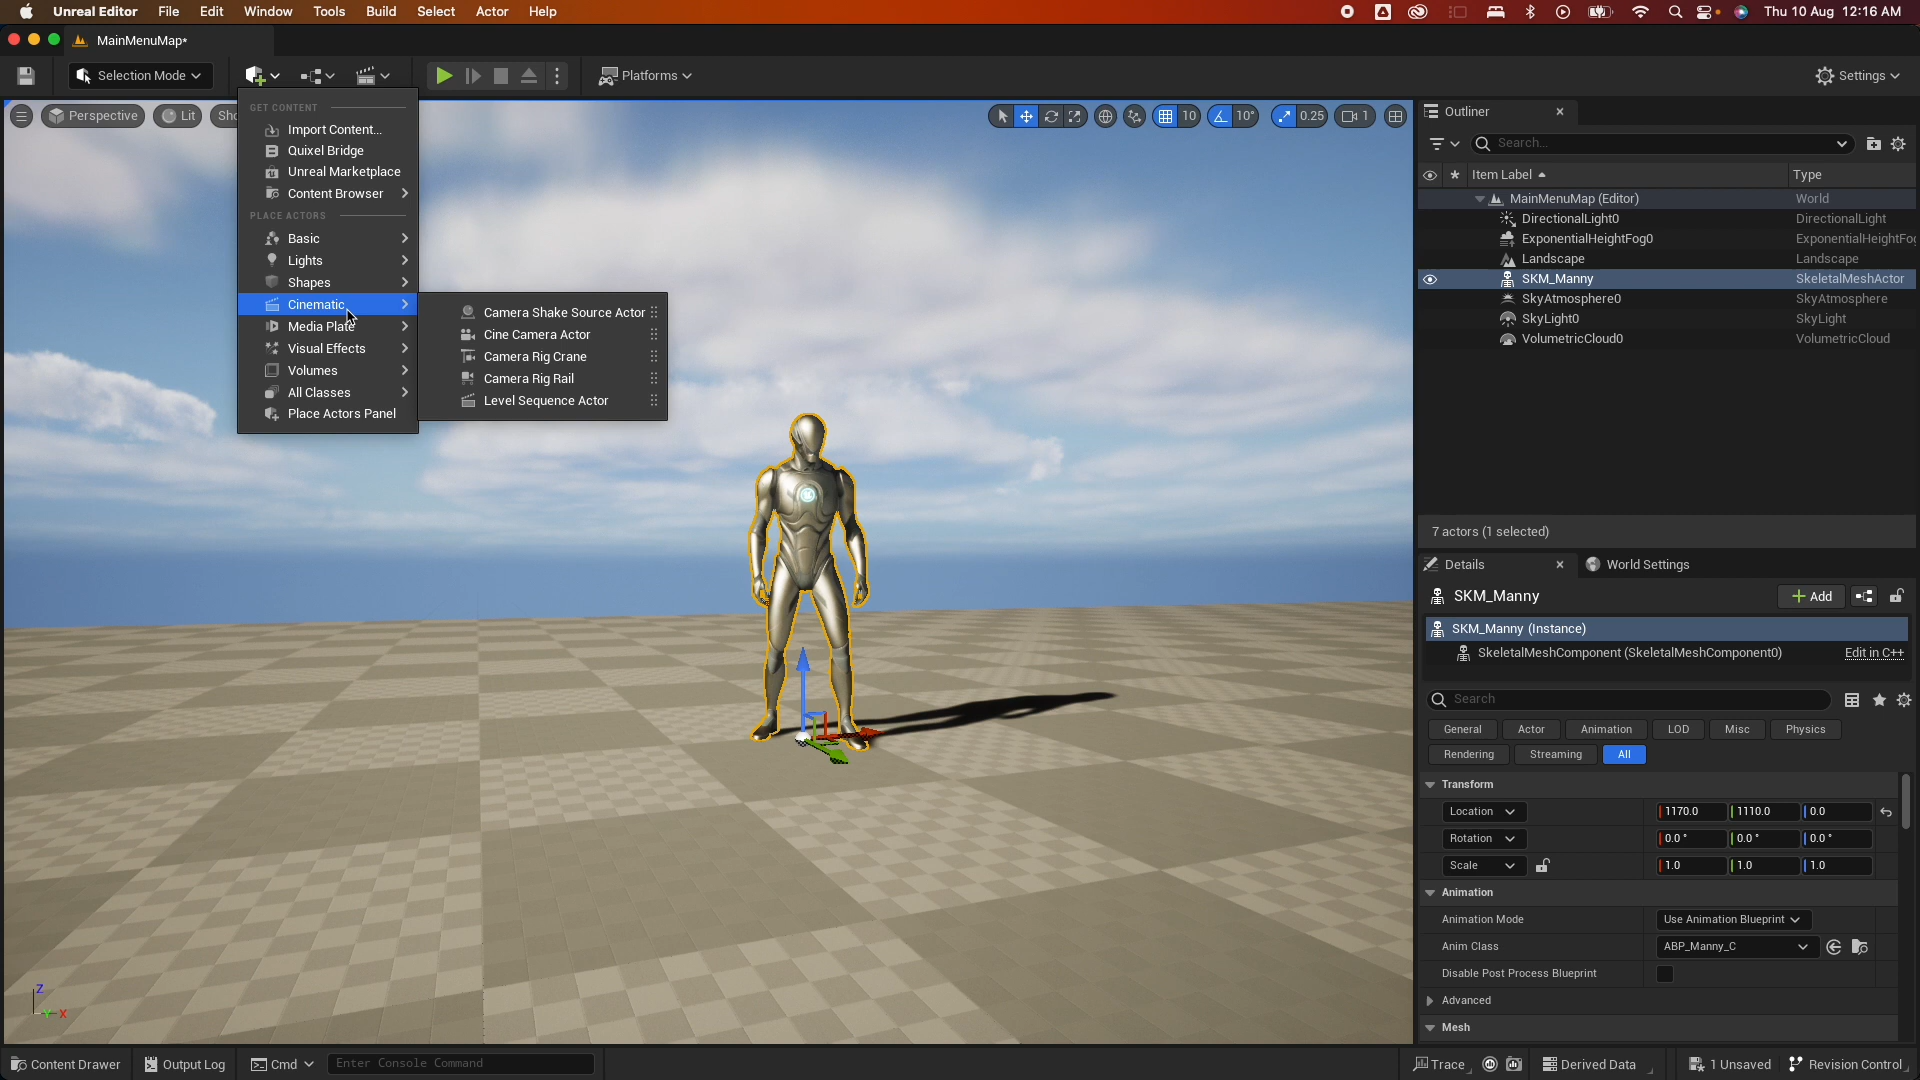 Unreal Editor File Edit Window Tools Build Select Actor Help Thu 10 Aug 12:16 AM
MainMenuMap*
Selection Mode Platforms Settings
Perspective Lit Sho 10 10° 0.25 1
GET CONTENT
Import Content...
Quixel Bridge
Unreal Marketplace
Content Browser
PLACE ACTORS
Basic
Lights
Shapes
Cinematic
Media Plate
Visual Effects
Volumes
All Classes
Place Actors Panel
Camera Shake Source Actor
Cine Camera Actor
Camera Rig Crane
Camera Rig Rail
Level Sequence Actor
Z
Y X
Outliner
Search...
Item Label Type
MainMenuMap (Editor) World
DirectionalLight0 DirectionalLight
ExponentialHeightFog0 ExponentialHeightFog
Landscape Landscape
SKM_Manny SkeletalMeshActor
SkyAtmosphere0 SkyAtmosphere
SkyLight0 SkyLight
VolumetricCloud0 VolumetricCloud
7 actors (1 selected)
Details World Settings
SKM_Manny Add
SKM_Manny (Instance)
SkeletalMeshComponent (SkeletalMeshComponent0) Edit in C++
Search
General Actor Animation LOD Misc Physics
Rendering Streaming All
Transform
Location 1170.0 1110.0 0.0
Rotation 0.0 ° 0.0 ° 0.0 °
Scale 1.0 1.0 1.0
Animation
Animation Mode Use Animation Blueprint
Anim Class ABP_Manny_C
Disable Post Process Blueprint
Advanced
Mesh
Content Drawer Output Log Cmd Enter Console Command Trace Derived Data 1 Unsaved Revision Control